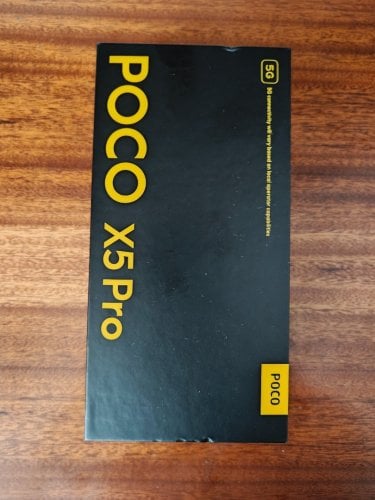 5G
5G connectivity will vary based on local operator capabilities
POCO X5 Pro
POCO